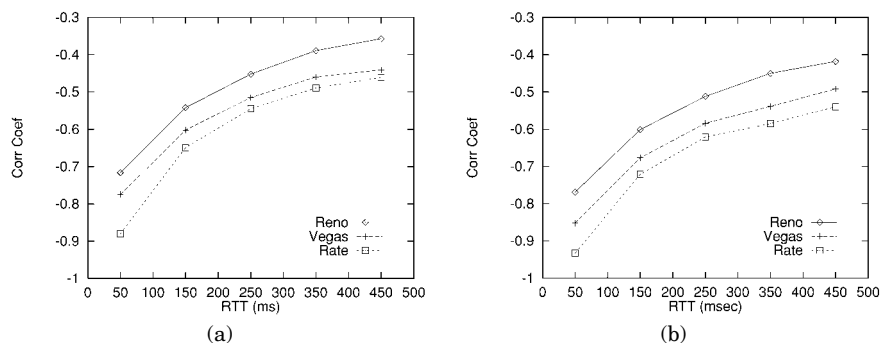 -0.3
-0.4
-0.5
-0.6
-0.7
-0.8
-0.9
-1
Corr Coef
Reno
Vegas
Rate
0 50 100 150 200 250 300 350 400 450 500
RTT (ms)
(a)
-0.3
-0.4
-0.5
-0.6
-0.7
-0.8
-0.9
-1
Corr Coef
Reno
Vegas
Rate
0 50 100 150 200 250 300 350 400 450 500
RTT (msec)
(b)